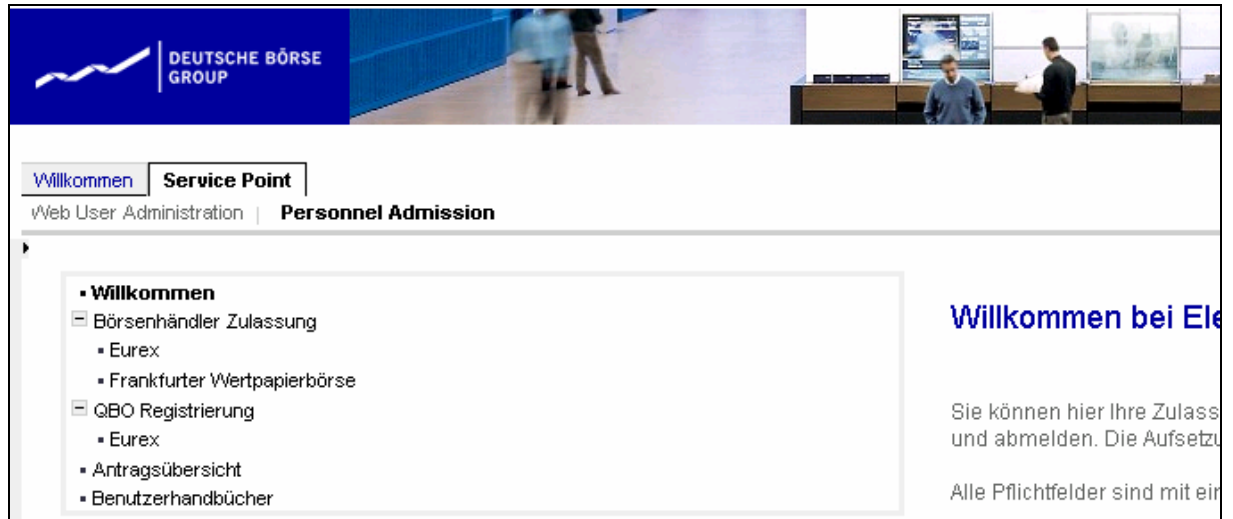 DEUTSCHE BÖRSE
GROUP
Willkommen Service Point
Web User Administration | Personnel Admission
Willkommen
Börsenhändler Zulassung
Eurex
Frankfurter Wertpapierbörse
QBO Registrierung
Eurex
Antragsübersicht
Benutzerhandbücher
Willkommen bei Ele
Sie können hier Ihre Zulass
und abmelden. Die Aufsetzu
Alle Pflichtfelder sind mit ein